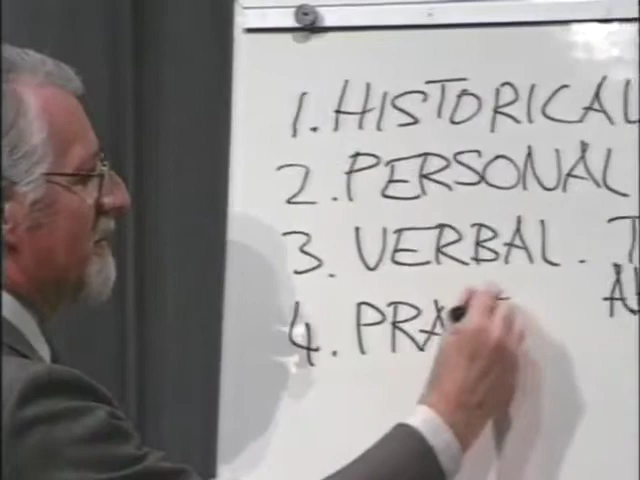 1. HISTORICAL
2. PERSONAL
3. VERBAL.
4. PRA